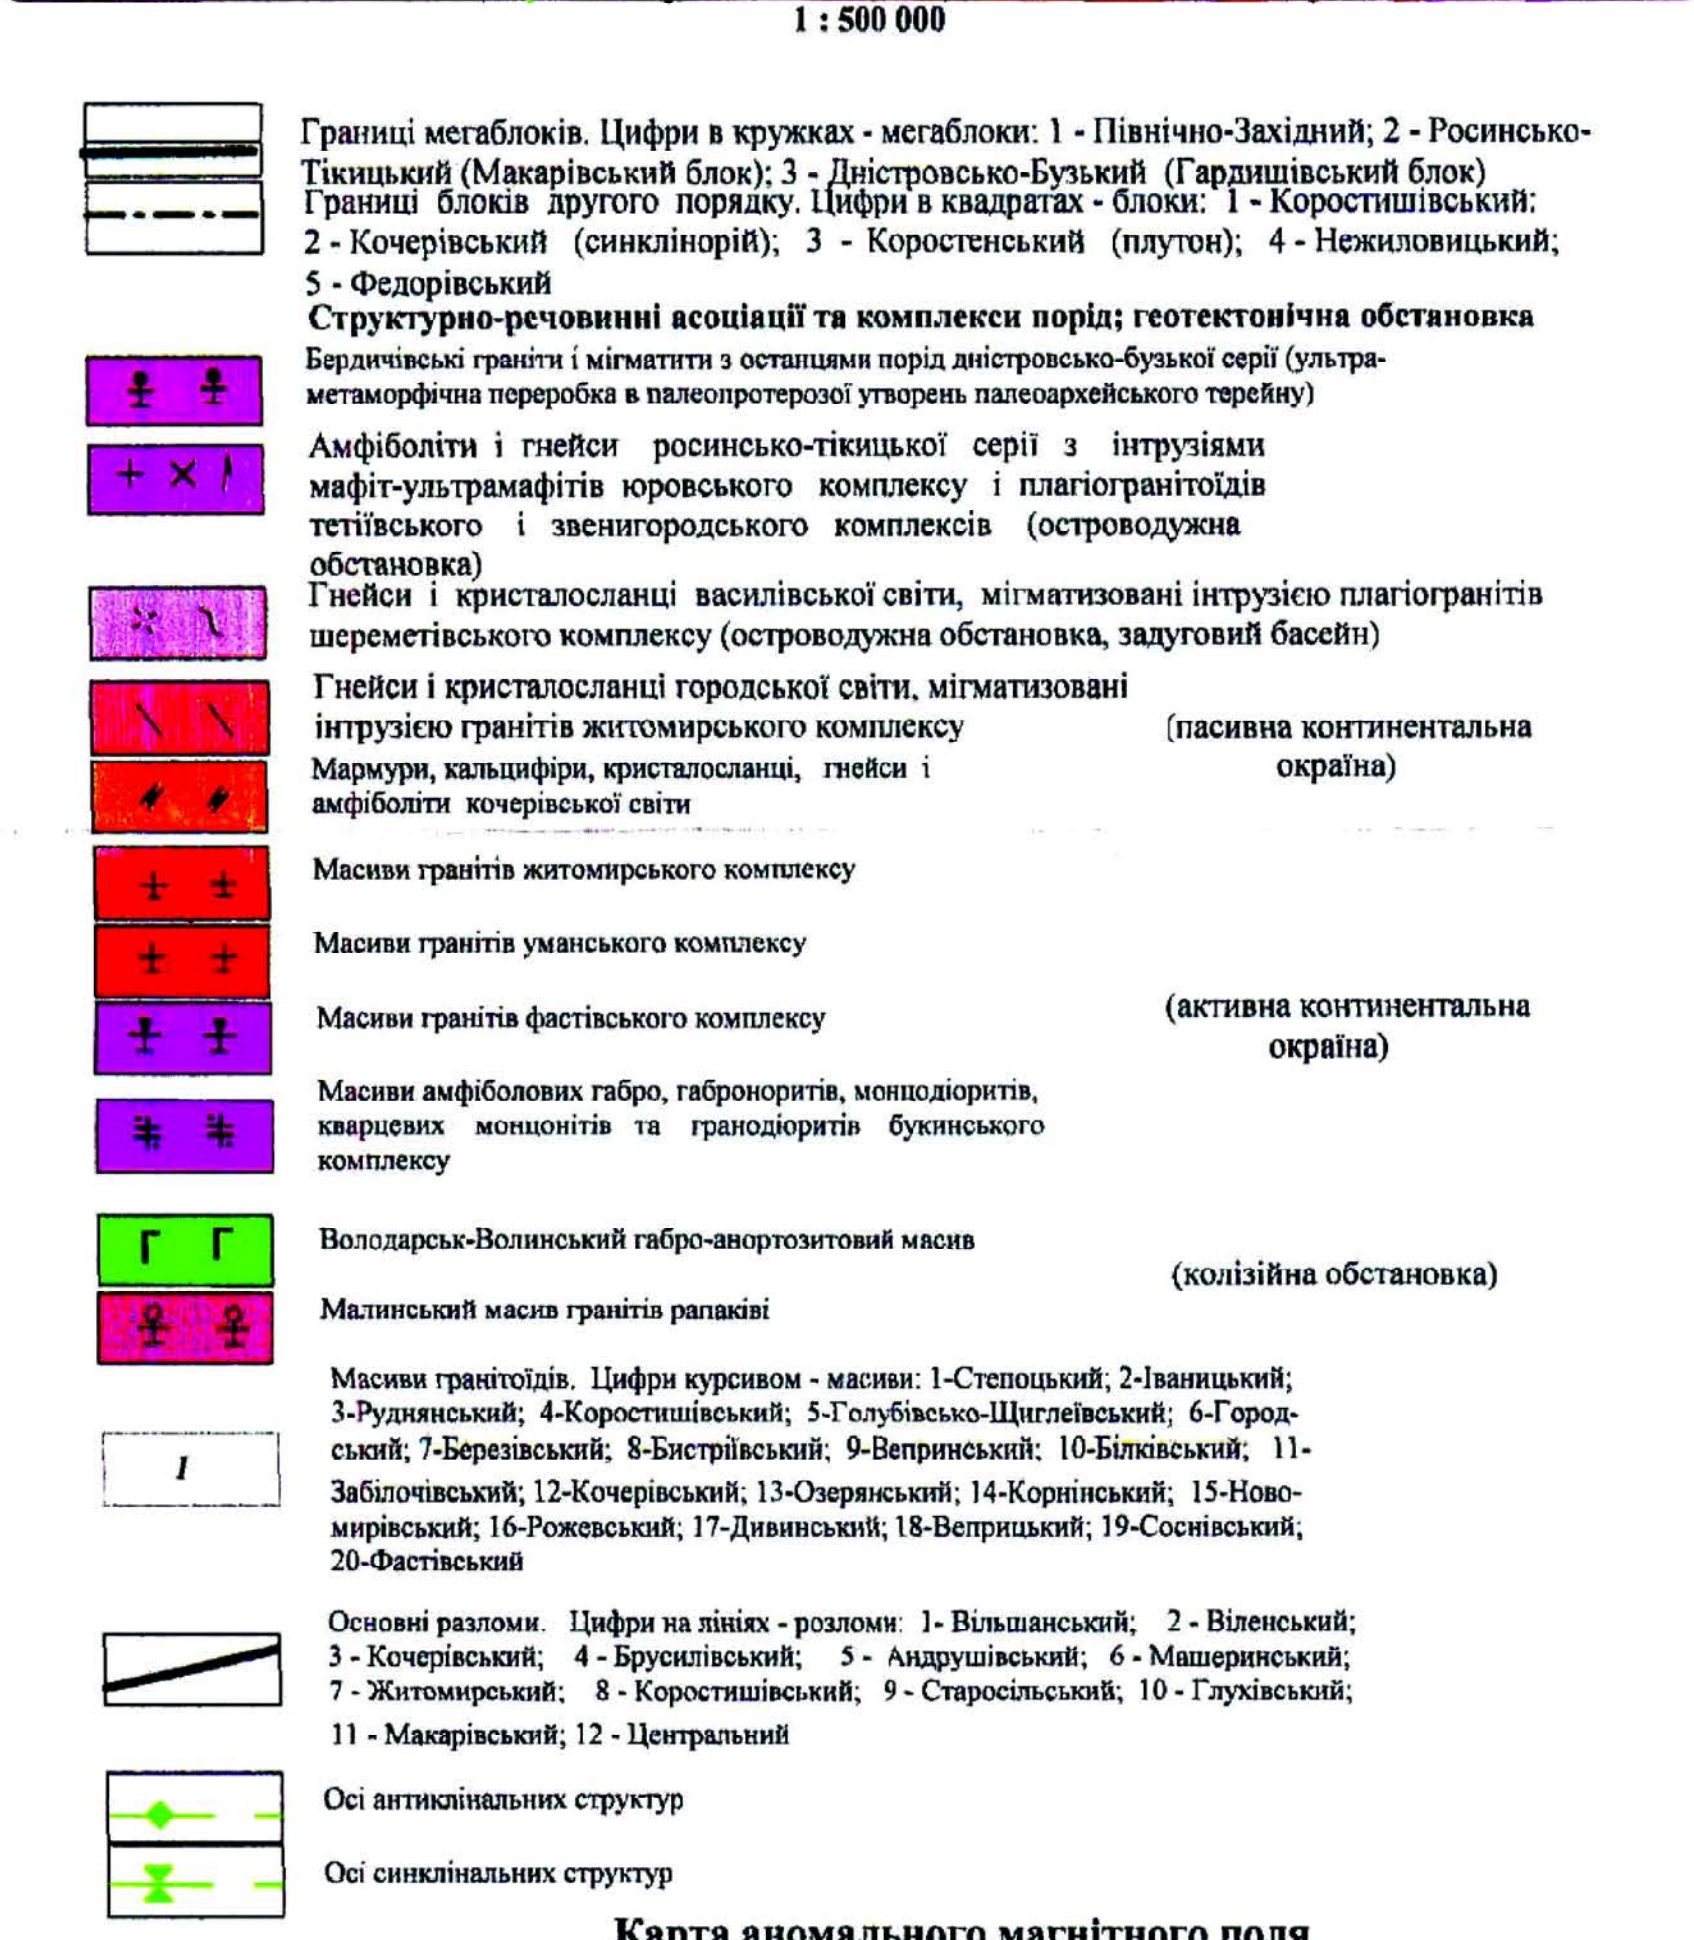 1 : 500 000
Границі мегаблоків. Цифри в кружках - мегаблоки: 1 - Північно-Західний; 2 - Росинсько-
Тікицький (Макарівський блок); 3 - Дністровсько-Бузький (Гардишівський блок)
Границі блоків другого порядку. Цифри в квадратах - блоки: 1 - Коростишівський;
2 - Кочерівський (синклінорій); 3 - Коростенський (плутон); 4 - Нежиловицький;
5 - Федорівський
Структурно-речовинні асоціації та комплекси порід; геотектонічна обстановка
Бердичівські граніти і мігматити з останцями порід дністровсько-бузької серії (ультра-
метаморфічна переробка в палеопротерозої утворень палеоархейського терейну)
Амфіболіти і гнейси росинсько-тікицької серії з інтрузіями
мафіт-ультрамафітів юровського комплексу і плагіогранітоїдів
тетіївського і звенигородського комплексів (островодужна
обстановка)
Гнейси і кристалосланці василівської світи, мігматизовані інтрузією плагіогранітів
шереметівського комплексу (островодужна обстановка, задуговий басейн)
Гнейси і кристалосланці городської світи, мігматизовані
інтрузією гранітів житомирського комплексу
(пасивна континентальна
окраїна)
Мармури, кальцифіри, кристалосланці, гнейси і
амфіболіти кочерівської світи
Масиви гранітів житомирського комплексу
Масиви гранітів уманського комплексу
Масиви гранітів фастівського комплексу
(активна континентальна
окраїна)
Масиви амфіболових габро, габроноритів, монцодіоритів,
кварцевих монцонітів та гранодіоритів букинського
комплексу
Г Г
Володарськ-Волинський габро-анортозитовий масив
(колізійна обстановка)
Малинський масив гранітів рапаківі
Масиви гранітоїдів. Цифри курсивом - масиви: 1-Степоцький; 2-Іваницький;
3-Руднянський; 4-Коростишівський; 5-Голубівсько-Щиглеївський; 6-Город-
ський; 7-Березівський; 8-Бистріївський; 9-Вепринський; 10-Білківський; 11-
1
Забілочівський; 12-Кочерівський; 13-Озерянський; 14-Корнінський; 15-Ново-
мирівський; 16-Рожевський; 17-Дивинський; 18-Веприцький; 19-Соснівський;
20-Фастівський
Основні разломи. Цифри на лініях - розломи: 1- Вільшанський; 2 - Віленський;
3 - Кочерівський; 4 - Брусилівський; 5 - Андрушівський; 6 - Машеринський;
7 - Житомирський; 8 - Коростишівський; 9 - Старосільський; 10 - Глухівський;
11 - Макарівський; 12 - Центральний
Осі антиклінальних структур
Осі синклінальних структур
Карта аномального магнітного поля